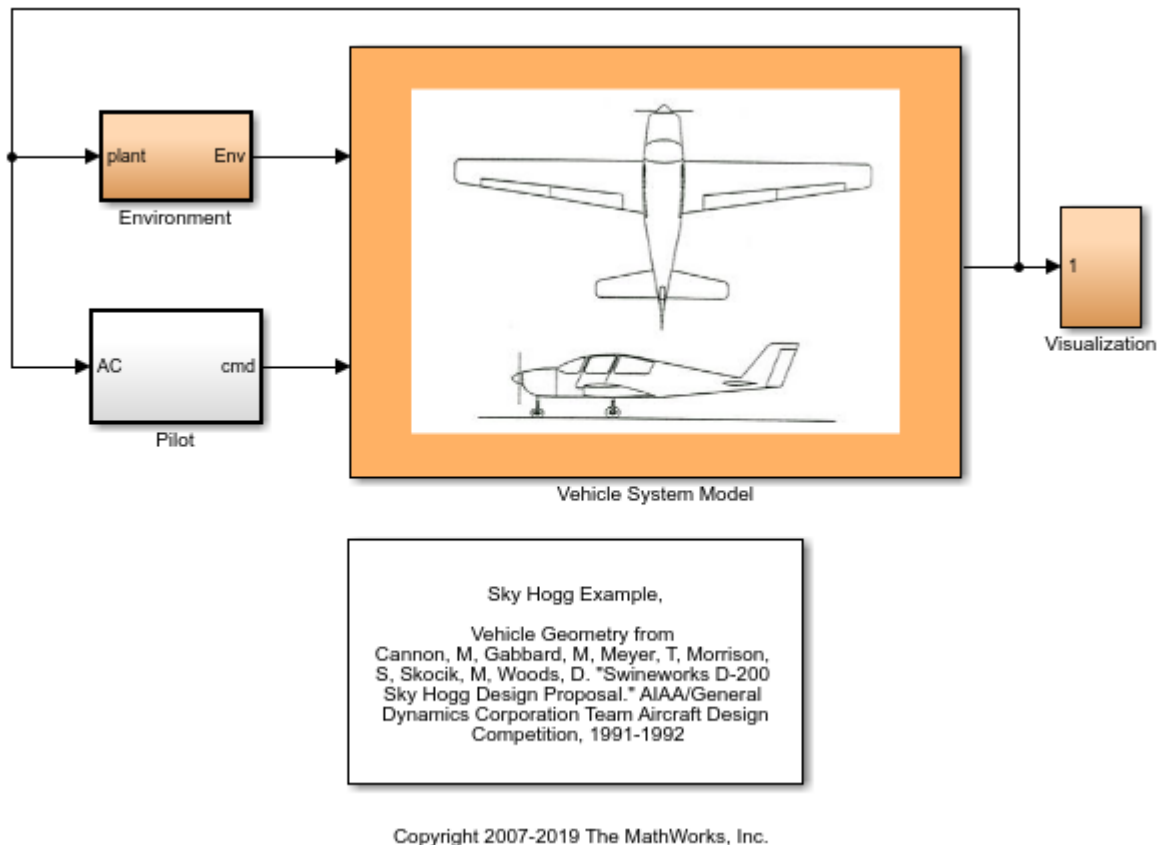 plant
Env
Environment
AC
cmd
Pilot
1
Visualization
Vehicle System Model
Sky Hogg Example,
Vehicle Geometry from
Cannon, M, Gabbard, M, Meyer, T, Morrison,
S, Skocik, M, Woods, D. "Swineworks D-200
Sky Hogg Design Proposal." AIAA/General
Dynamics Corporation Team Aircraft Design
Competition, 1991-1992
Copyright 2007-2019 The MathWorks, Inc.